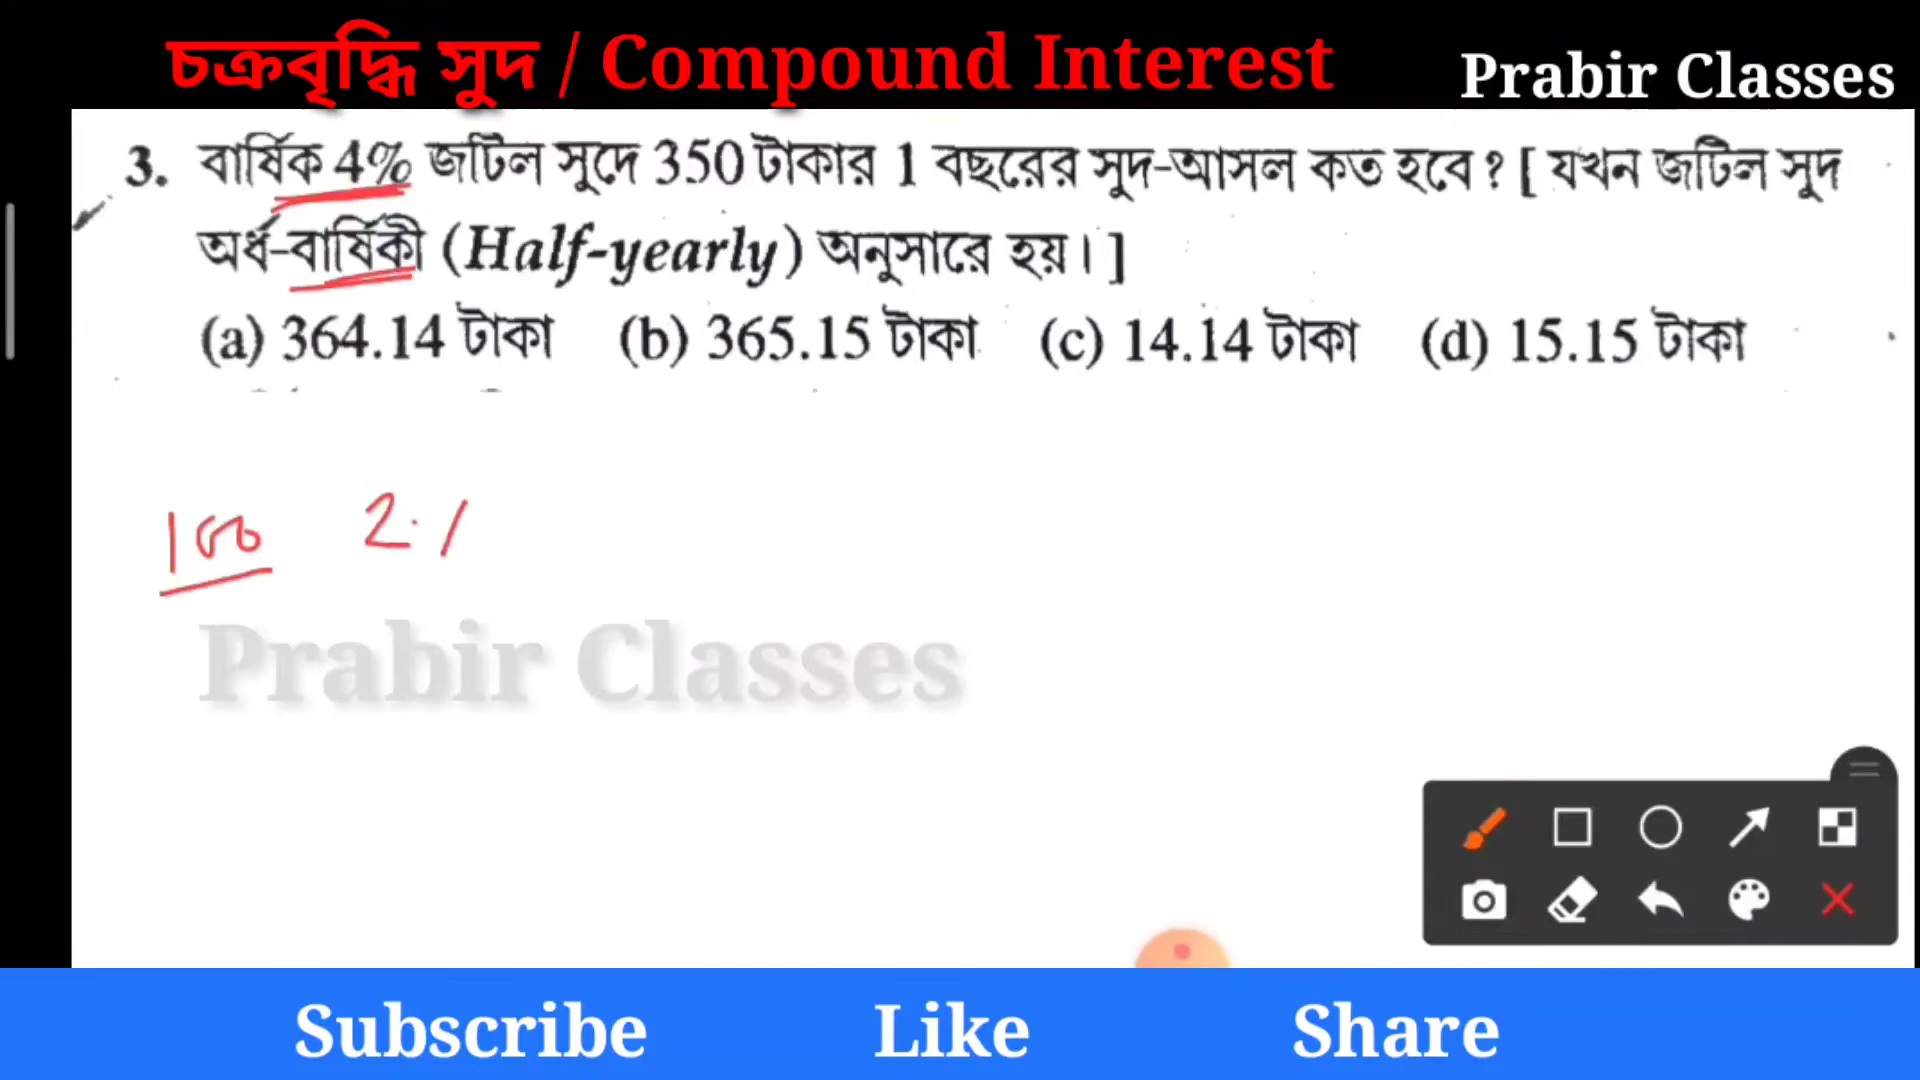 চক্রবৃদ্ধি সুদ / Compound Interest
Prabir Classes
3. বার্ষিক 4% জটিল সুদে 350 টাকার 1 বছরের সুদ-আসল কত হবে ? [ যখন জটিল সুদ
অর্ধ-বার্ষিকী (Half-yearly) অনুসারে হয়। ]
(a) 364.14 টাকা (b) 365.15 টাকা (c) 14.14 টাকা (d) 15.15 টাকা
100 2%
Prabir Classes
Subscribe Like Share